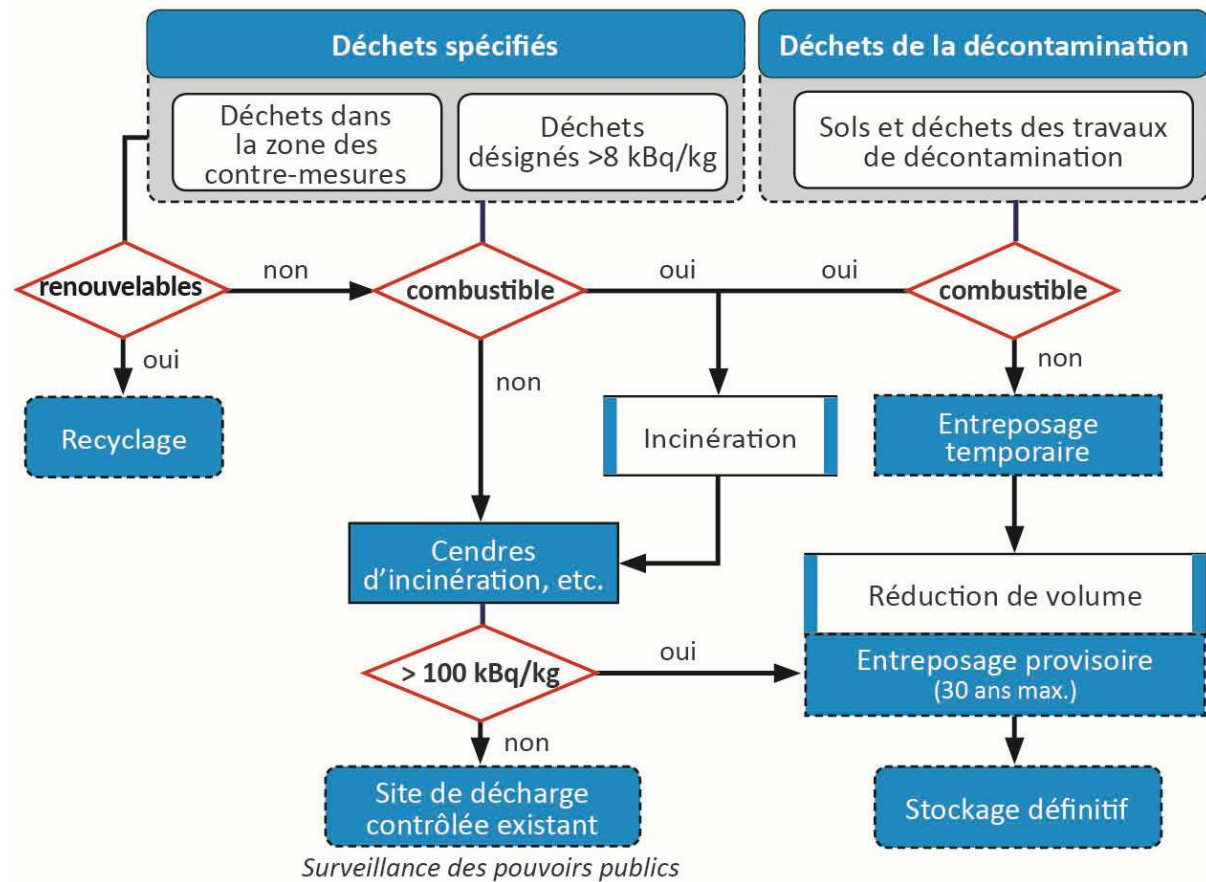 Déchets spécifiés
Déchets de la décontamination
Déchets dans
la zone des
contre-mesures
Déchets
désignés >8 kBq/kg
Sols et déchets des travaux
de décontamination
renouvelables
non
combustible
oui
oui
combustible
oui
non
non
Recyclage
Incinération
Entreposage
temporaire
Cendres
d’incinération, etc.
Réduction de volume
> 100 kBq/kg
oui
Entreposage provisoire
(30 ans max.)
non
Site de décharge
contrôlée existant
Stockage définitif
Surveillance des pouvoirs publics